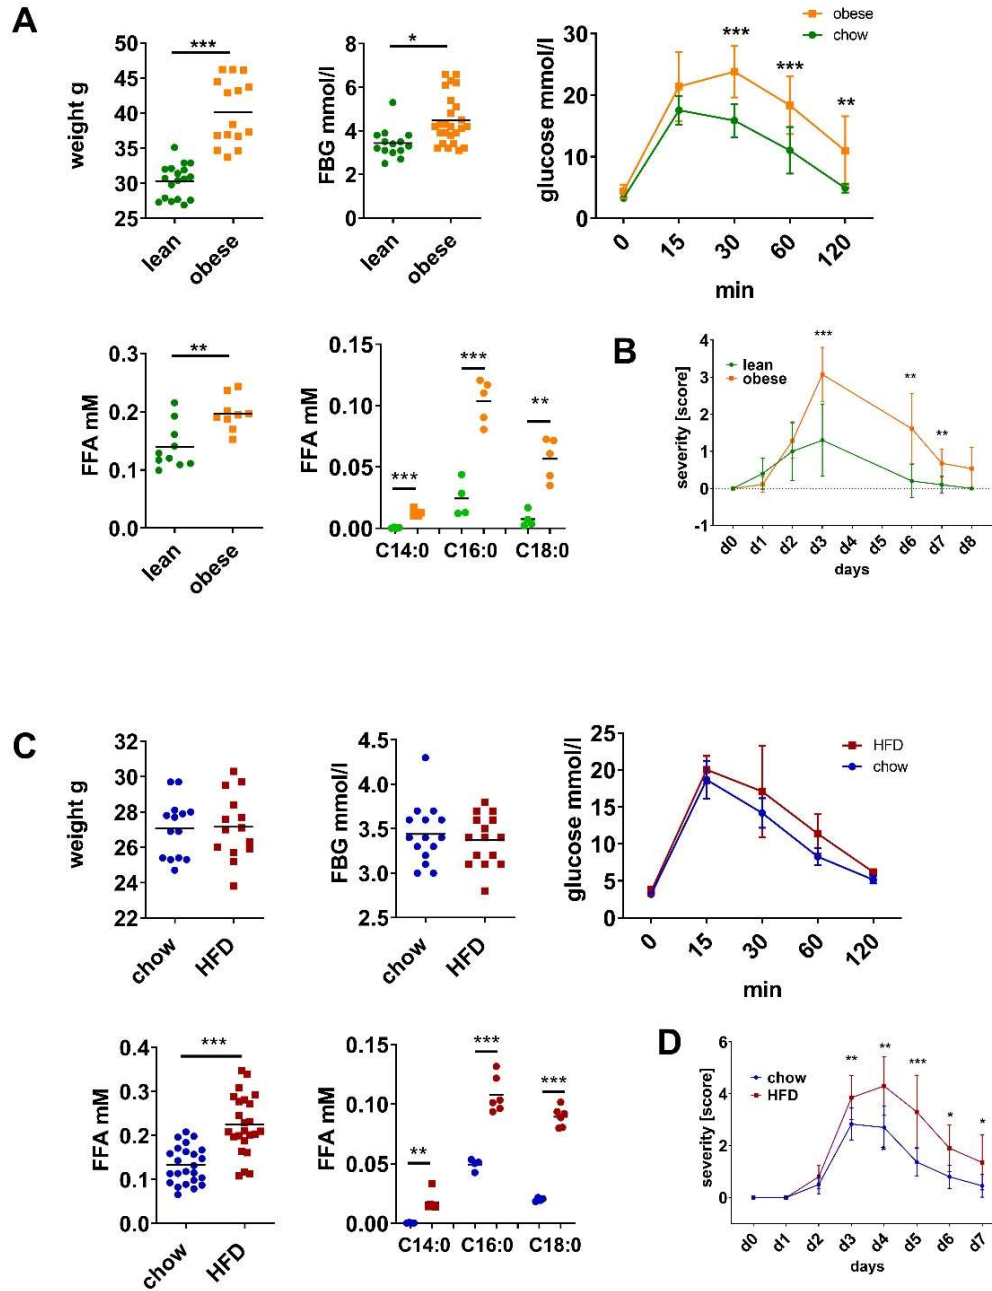 A
weight g
50
45
40
35
30
25
***
lean
obese
FBG mmol/l
8
6
4
2
0
*
lean
obese
glucose mmol/l
30
20
10
0
***
***
**
obese
chow
0
15
30
60
120
min
FFA mM
0.3
0.2
0.1
0.0
**
lean
obese
FFA mM
0.15
0.10
0.05
0.00
***
***
**
C14:0
C16:0
C18:0
B
severity [score]
4
3
2
1
0
-1
lean
obese
***
**
**
d0
d1
d2
d3
d4
d5
d6
d7
d8
days
C
weight g
32
30
28
26
24
22
chow
HFD
FBG mmol/l
4.5
4.0
3.5
3.0
2.5
chow
HFD
glucose mmol/l
25
20
15
10
5
0
HFD
chow
0
15
30
60
120
min
FFA mM
0.4
0.3
0.2
0.1
0.0
***
chow
HFD
FFA mM
0.15
0.10
0.05
0.00
**
***
***
C14:0
C16:0
C18:0
D
severity [score]
6
4
2
0
chow
HFD
**
**
***
*
*
d0
d1
d2
d3
d4
d5
d6
d7
days